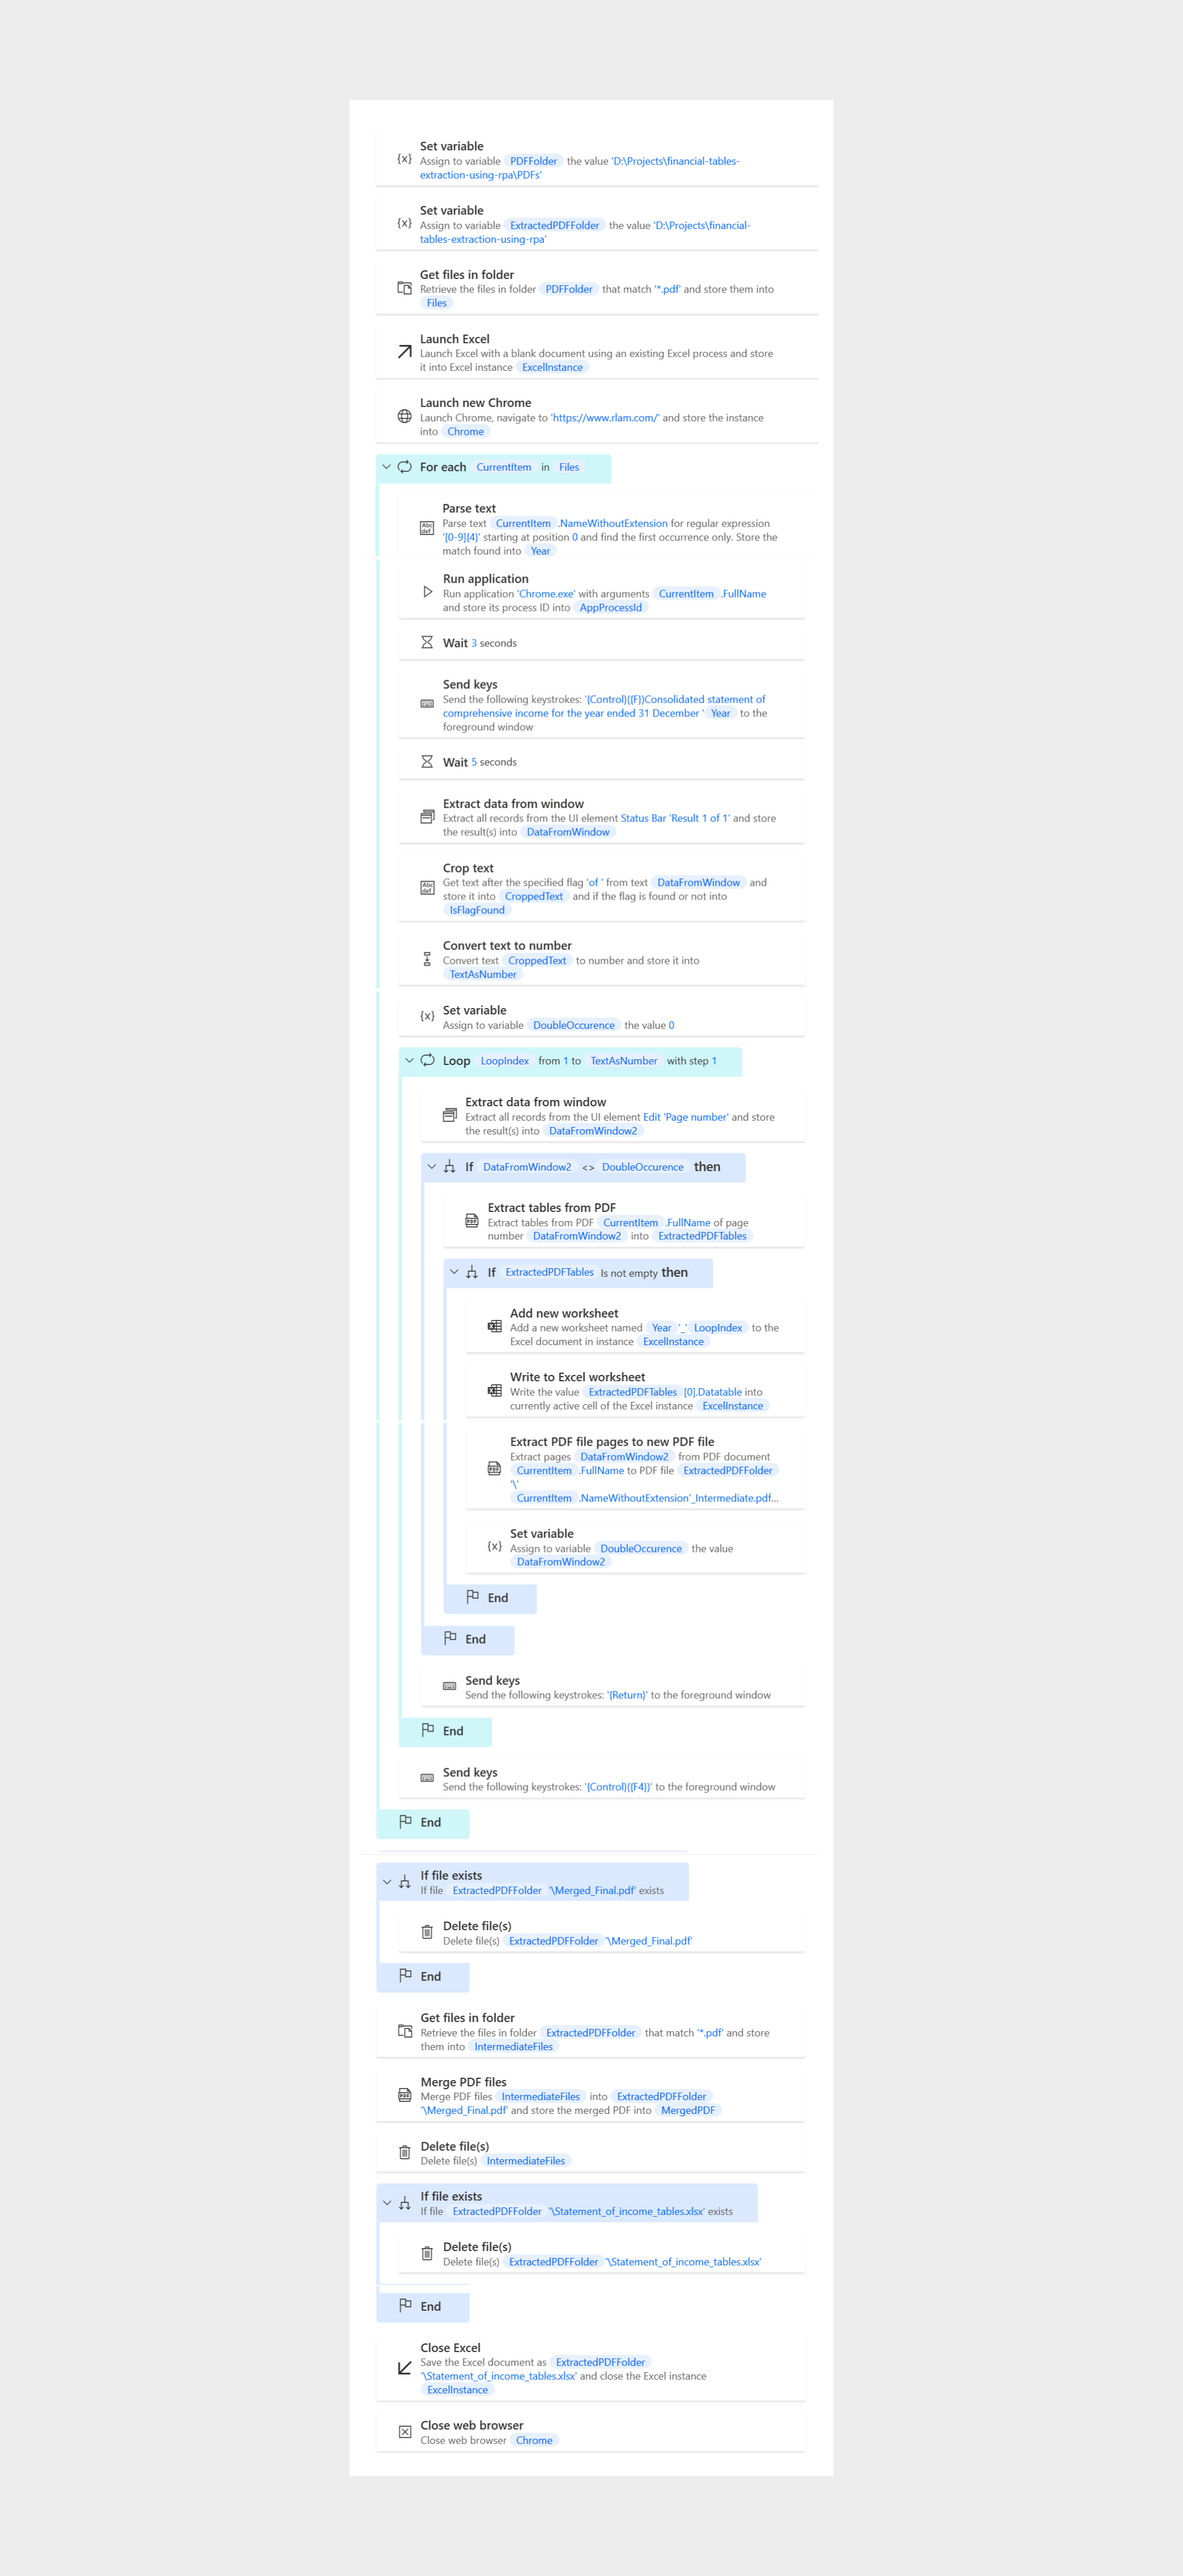 Set variable
{x}
Assign to variable PDFFolder the value 'D:\Projects\financial-tables-
extraction-using-rpa\PDFs'
Set variable
{x}
Assign to variable ExtractedPDFFolder the value 'D:\Projects\financial-
tables-extraction-using-rpa'
Get files in folder
Retrieve the files in folder PDFFolder that match '*.pdf' and store them into
Files
Launch Excel
Launch Excel with a blank document using an existing Excel process and store
it into Excel instance ExcelInstance
Launch new Chrome
Launch Chrome, navigate to 'https://www.rlam.com/' and store the instance
into Chrome
For each CurrentItem in Files
Parse text
Abc
def
Parse text CurrentItem .NameWithoutExtension for regular expression
'[0-9]{4}' starting at position 0 and find the first occurrence only. Store the
match found into Year
Run application
Run application 'Chrome.exe' with arguments CurrentItem .FullName
and store its process ID into AppProcessId
Wait 3 seconds
Send keys
Send the following keystrokes: '{Control}({F})Consolidated statement of
comprehensive income for the year ended 31 December ' Year to the
foreground window
Wait 5 seconds
Extract data from window
Extract all records from the UI element Status Bar 'Result 1 of 1' and store
the result(s) into DataFromWindow
Crop text
Abc
def
Get text after the specified flag 'of ' from text DataFromWindow and
store it into CroppedText and if the flag is found or not into
IsFlagFound
Convert text to number
Convert text CroppedText to number and store it into
TextAsNumber
Set variable
{x}
Assign to variable DoubleOccurence the value 0
Loop LoopIndex from 1 to TextAsNumber with step 1
Extract data from window
Extract all records from the UI element Edit 'Page number' and store
the result(s) into DataFromWindow2
If DataFromWindow2 <> DoubleOccurence then
Extract tables from PDF
PDF
Extract tables from PDF CurrentItem .FullName of page
number DataFromWindow2 into ExtractedPDFTables
If ExtractedPDFTables Is not empty then
Add new worksheet
Add a new worksheet named Year '_' LoopIndex to the
Excel document in instance ExcelInstance
Write to Excel worksheet
Write the value ExtractedPDFTables [0].Datatable into
currently active cell of the Excel instance ExcelInstance
Extract PDF file pages to new PDF file
PDF
Extract pages DataFromWindow2 from PDF document
CurrentItem .FullName to PDF file ExtractedPDFFolder
'\'
CurrentItem .NameWithoutExtension'_Intermediate.pdf...
Set variable
{x}
Assign to variable DoubleOccurence the value
DataFromWindow2
End
End
Send keys
Send the following keystrokes: '{Return}' to the foreground window
End
Send keys
Send the following keystrokes: '{Control}({F4})' to the foreground window
End
If file exists
If file ExtractedPDFFolder '\Merged_Final.pdf' exists
Delete file(s)
Delete file(s) ExtractedPDFFolder '\Merged_Final.pdf'
End
Get files in folder
Retrieve the files in folder ExtractedPDFFolder that match '*.pdf' and store
them into IntermediateFiles
Merge PDF files
PDF
Merge PDF files IntermediateFiles into ExtractedPDFFolder
'\Merged_Final.pdf' and store the merged PDF into MergedPDF
Delete file(s)
Delete file(s) IntermediateFiles
If file exists
If file ExtractedPDFFolder '\Statement_of_income_tables.xlsx' exists
Delete file(s)
Delete file(s) ExtractedPDFFolder '\Statement_of_income_tables.xlsx'
End
Close Excel
Save the Excel document as ExtractedPDFFolder
'\Statement_of_income_tables.xlsx' and close the Excel instance
ExcelInstance
Close web browser
Close web browser Chrome